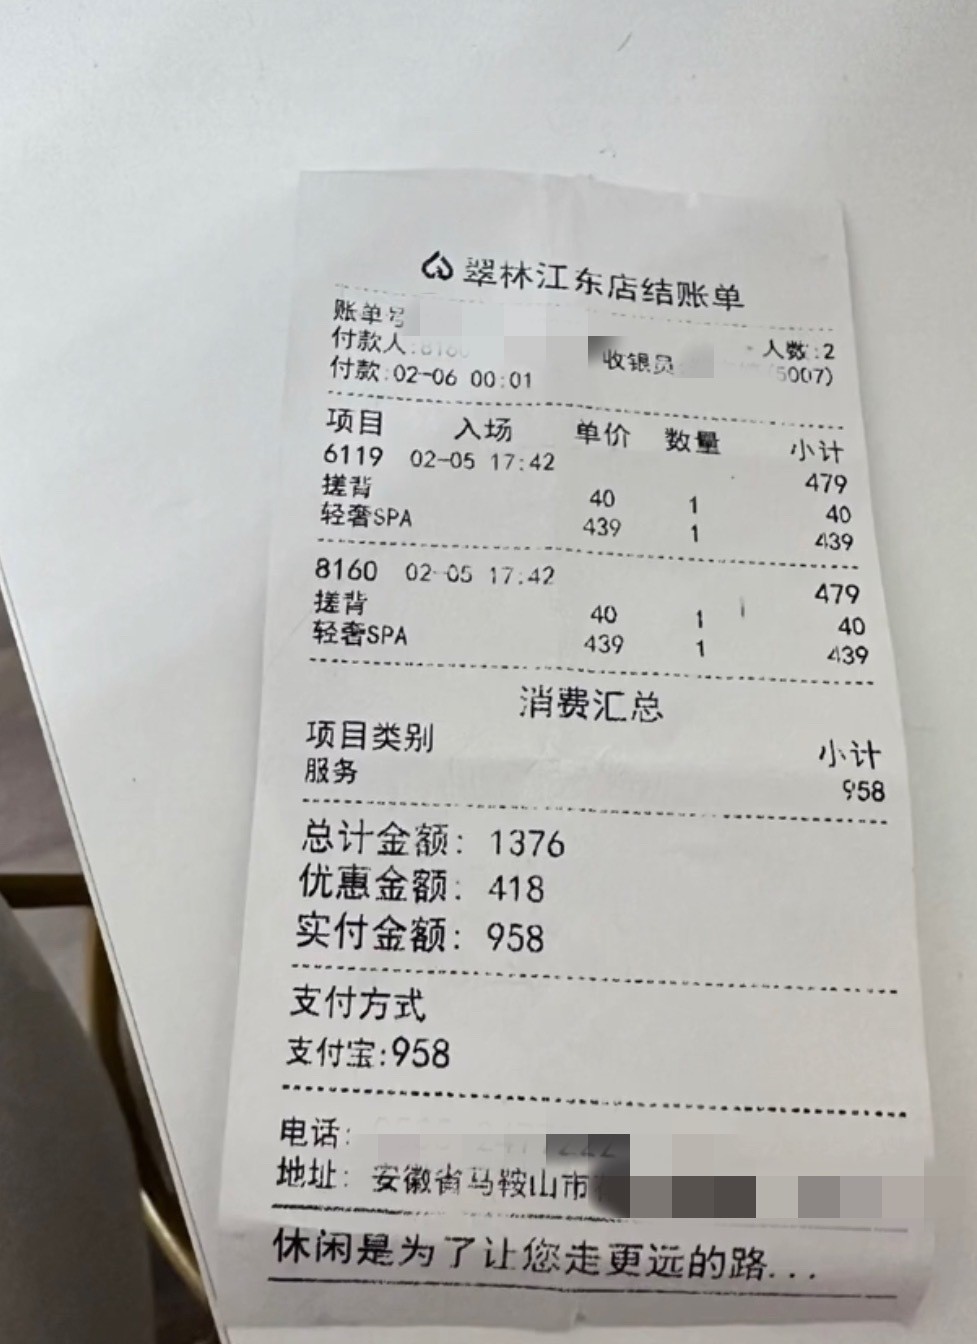 翠林江东店结账单
账单号
人数:2
付款人:8160
收银员
(5007)
付款:02-06 00:01
项目 入场 单价 数量 小计
6119 02-05 17:42 479
搓背 40 1 40
轻奢SPA 439 1 439
8160 02-05 17:42 479
搓背 40 1 40
轻奢SPA 439 1 439
消费汇总
项目类别 小计
服务 958
总计金额: 1376
优惠金额: 418
实付金额: 958
支付方式
支付宝:958
电话:
地址: 安徽省马鞍山市
休闲是为了让您走更远的路...